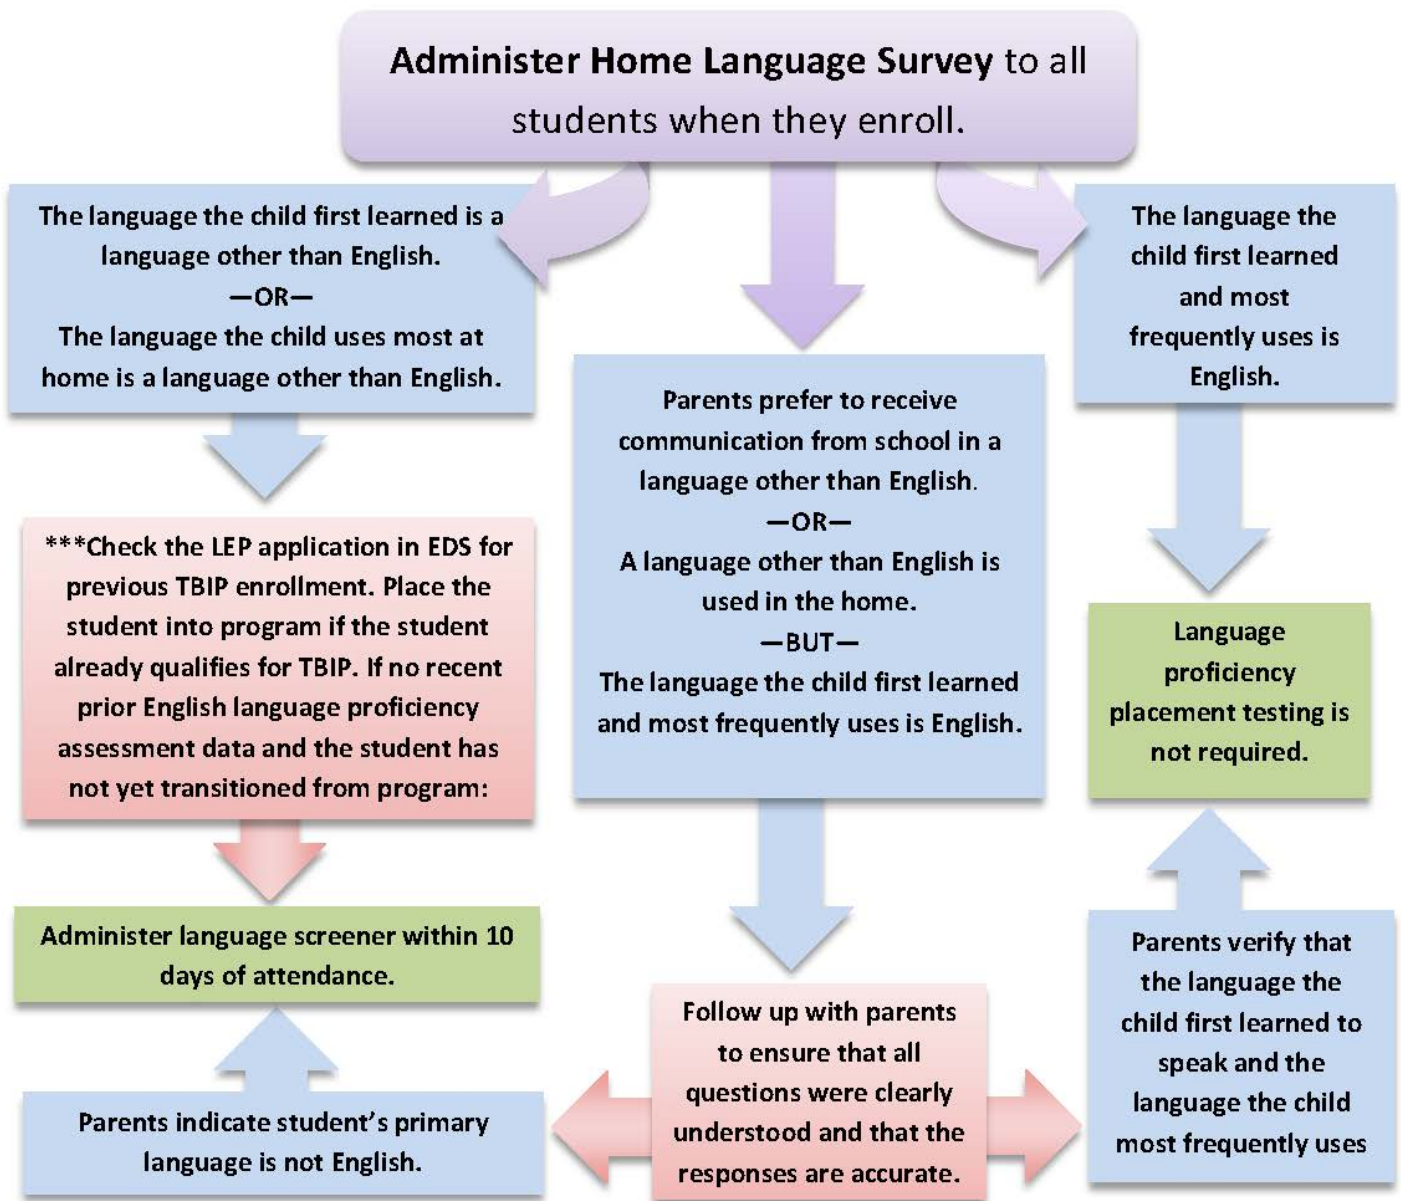 Administer Home Language Survey to all
students when they enroll.
The language the child first learned is a
language other than English.
—OR—
The language the child uses most at
home is a language other than English.
***Check the LEP application in EDS for
previous TBIP enrollment. Place the
student into program if the student
already qualifies for TBIP. If no recent
prior English language proficiency
assessment data and the student has
not yet transitioned from program:
Administer language screener within 10
days of attendance.
Parents indicate student’s primary
language is not English.
Parents prefer to receive
communication from school in a
language other than English.
—OR—
A language other than English is
used in the home.
—BUT—
The language the child first learned
and most frequently uses is English.
Follow up with parents
to ensure that all
questions were clearly
understood and that the
responses are accurate.
The language the
child first learned
and most
frequently uses is
English.
Language
proficiency
placement testing is
not required.
Parents verify that
the language the
child first learned to
speak and the
language the child
most frequently uses